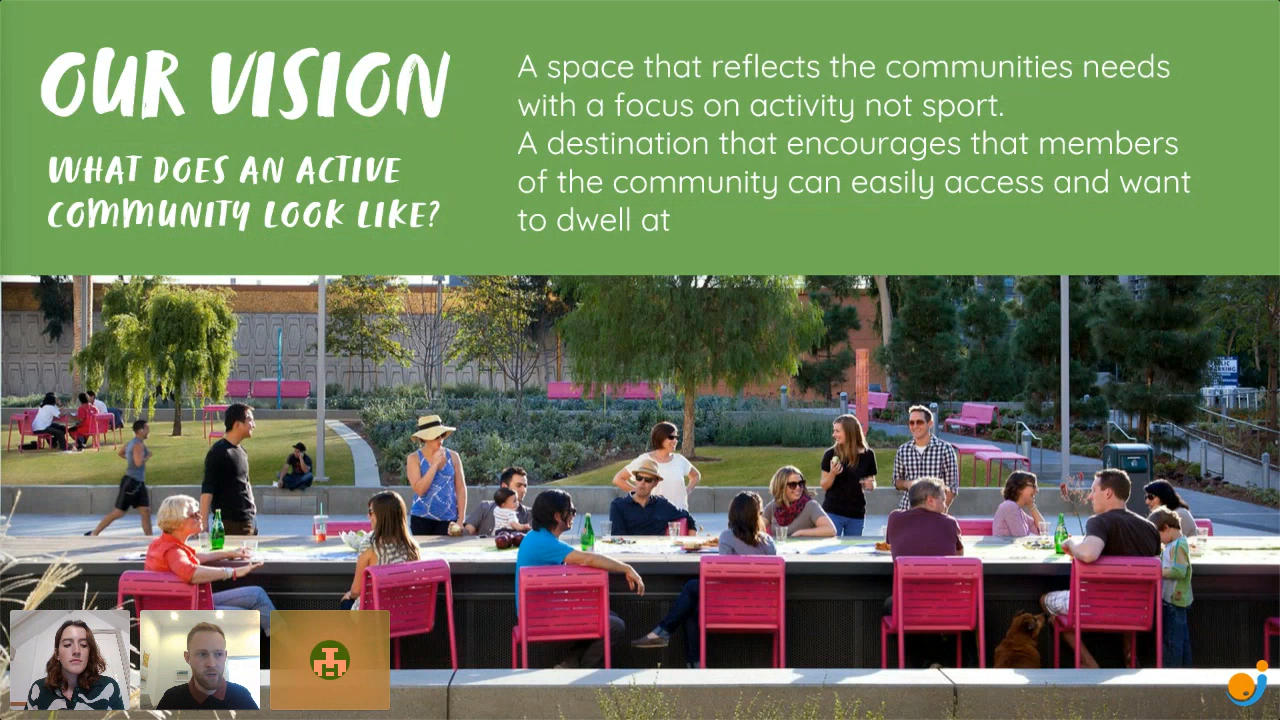 OUR VISION
WHAT DOES AN ACTIVE
COMMUNITY LOOK LIKE?
A space that reflects the communities needs
with a focus on activity not sport.
A destination that encourages that members
of the community can easily access and want
to dwell at